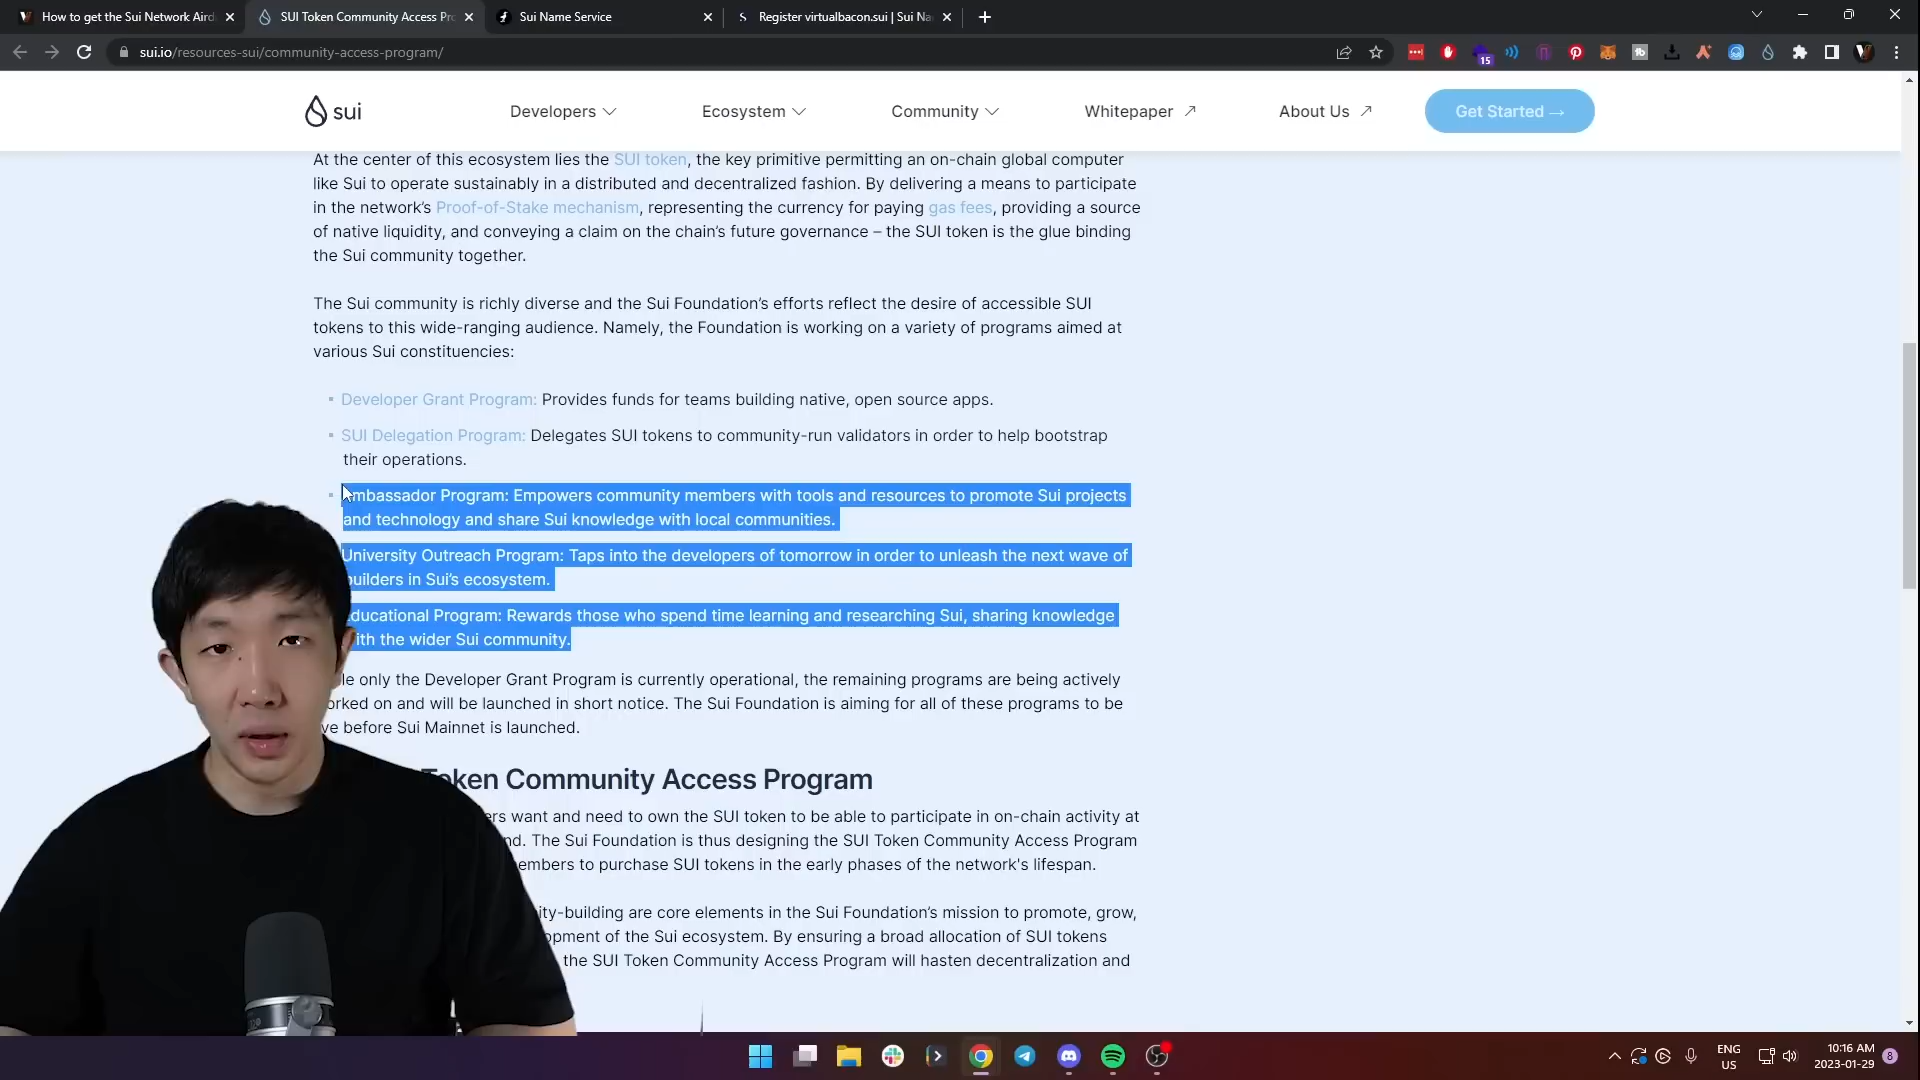 How to get the Sui Network Aird
SUI Token Community Access Pr
Sui Name Service
Register virtualbacon.sui | Sui Na
sui.io/resources-sui/community-access-program/
15
sui
Developers
Ecosystem
Community
Whitepaper ↗
About Us ↗
Get Started →
At the center of this ecosystem lies the SUI token, the key primitive permitting an on-chain global computer
like Sui to operate sustainably in a distributed and decentralized fashion. By delivering a means to participate
in the network's Proof-of-Stake mechanism, representing the currency for paying gas fees, providing a source
of native liquidity, and conveying a claim on the chain's future governance – the SUI token is the glue binding
the Sui community together.
The Sui community is richly diverse and the Sui Foundation's efforts reflect the desire of accessible SUI
tokens to this wide-ranging audience. Namely, the Foundation is working on a variety of programs aimed at
various Sui constituencies:
Developer Grant Program: Provides funds for teams building native, open source apps.
SUI Delegation Program: Delegates SUI tokens to community-run validators in order to help bootstrap
their operations.
mbassador Program: Empowers community members with tools and resources to promote Sui projects
and technology and share Sui knowledge with local communities.
University Outreach Program: Taps into the developers of tomorrow in order to unleash the next wave of
builders in Sui's ecosystem.
ducational Program: Rewards those who spend time learning and researching Sui, sharing knowledge
ith the wider Sui community.
le only the Developer Grant Program is currently operational, the remaining programs are being actively
orked on and will be launched in short notice. The Sui Foundation is aiming for all of these programs to be
ve before Sui Mainnet is launched.
Token Community Access Program
ers want and need to own the SUI token to be able to participate in on-chain activity at
nd. The Sui Foundation is thus designing the SUI Token Community Access Program
embers to purchase SUI tokens in the early phases of the network's lifespan.
ity-building are core elements in the Sui Foundation's mission to promote, grow,
opment of the Sui ecosystem. By ensuring a broad allocation of SUI tokens
the SUI Token Community Access Program will hasten decentralization and
ENG
US
10:16 AM
2023-01-29
8